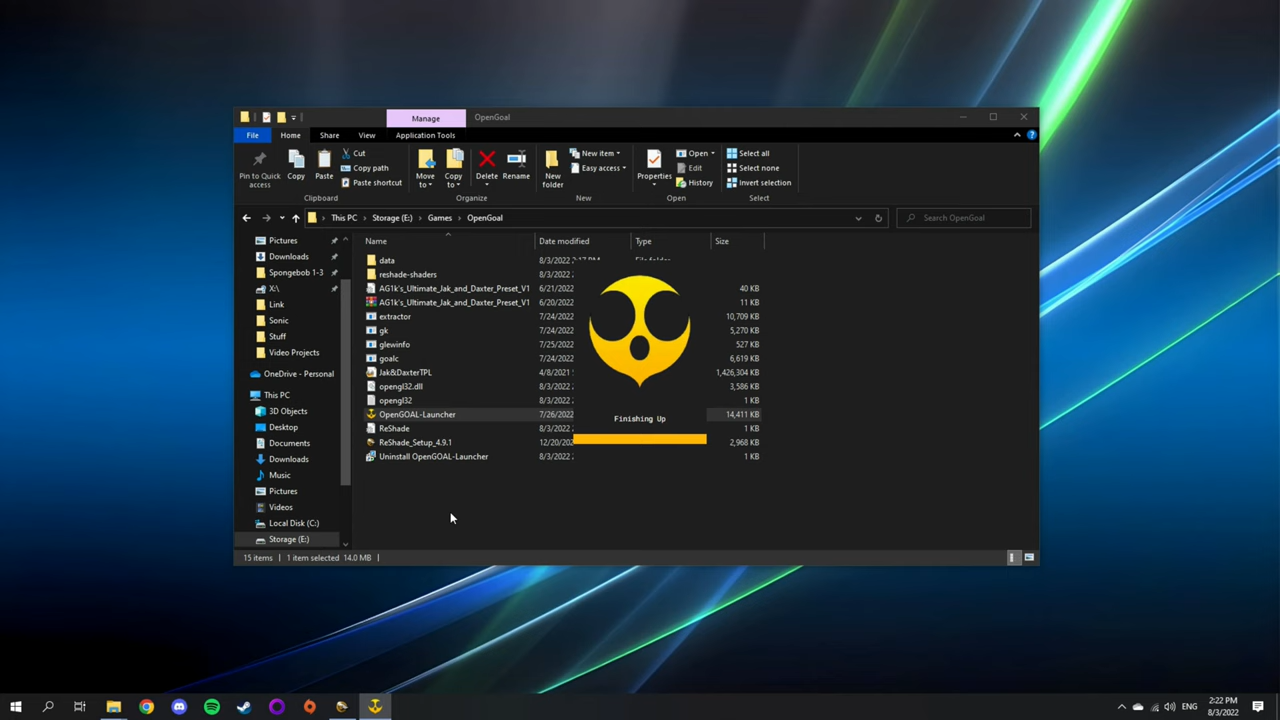 Manage
OpenGoal
File
Home
Share
View
Application Tools
Pin to Quick access
Copy
Paste
Cut
Copy path
Paste shortcut
Move to
Copy to
Delete
Rename
New folder
New item
Easy access
Properties
Open
Edit
History
Select all
Select none
Invert selection
Clipboard
Organize
New
Open
Select
This PC
Storage (E:)
Games
OpenGoal
Search OpenGoal
Name
Date modified
Type
Size
Pictures
Downloads
Spongebob 1-3
X:\
Link
Sonic
Stuff
Video Projects
OneDrive - Personal
This PC
3D Objects
Desktop
Documents
Downloads
Music
Pictures
Videos
Local Disk (C:)
Storage (E:)
data 8/3/2022
reshade-shaders 8/3/2022
AG1k's_Ultimate_Jak_and_Daxter_Preset_V1 6/21/2022 40 KB
AG1k's_Ultimate_Jak_and_Daxter_Preset_V1 6/20/2022 11 KB
extractor 7/24/2022 10,709 KB
gk 7/24/2022 5,270 KB
glewinfo 7/25/2022 527 KB
goalc 7/24/2022 6,619 KB
Jak&DaxterTPL 4/8/2021 1,426,304 KB
opengl32.dll 8/3/2022 3,586 KB
opengl32 8/3/2022 1 KB
OpenGOAL-Launcher 7/26/2022 14,411 KB
ReShade 8/3/2022 1 KB
ReShade_Setup_4.9.1 12/20/202 2,968 KB
Uninstall OpenGOAL-Launcher 8/3/2022 1 KB
Finishing Up
15 items
1 item selected 14.0 MB
ENG
2:22 PM
8/3/2022